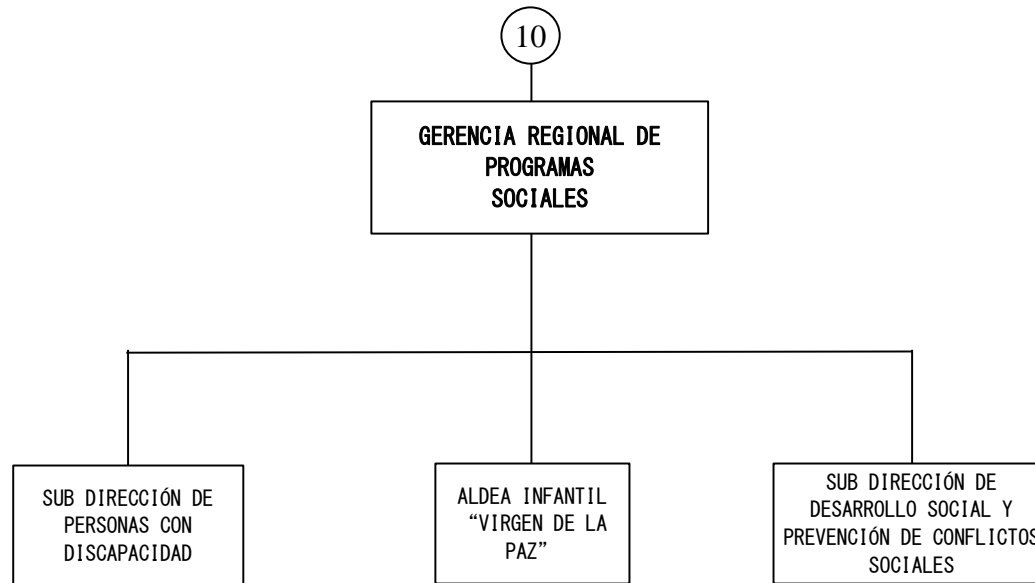 10
GERENCIA REGIONAL DE
PROGRAMAS
SOCIALES
SUB DIRECCIÓN DE
PERSONAS CON
DISCAPACIDAD
ALDEA INFANTIL
“VIRGEN DE LA
PAZ”
SUB DIRECCIÓN DE
DESARROLLO SOCIAL Y
PREVENCIÓN DE CONFLICTOS
SOCIALES